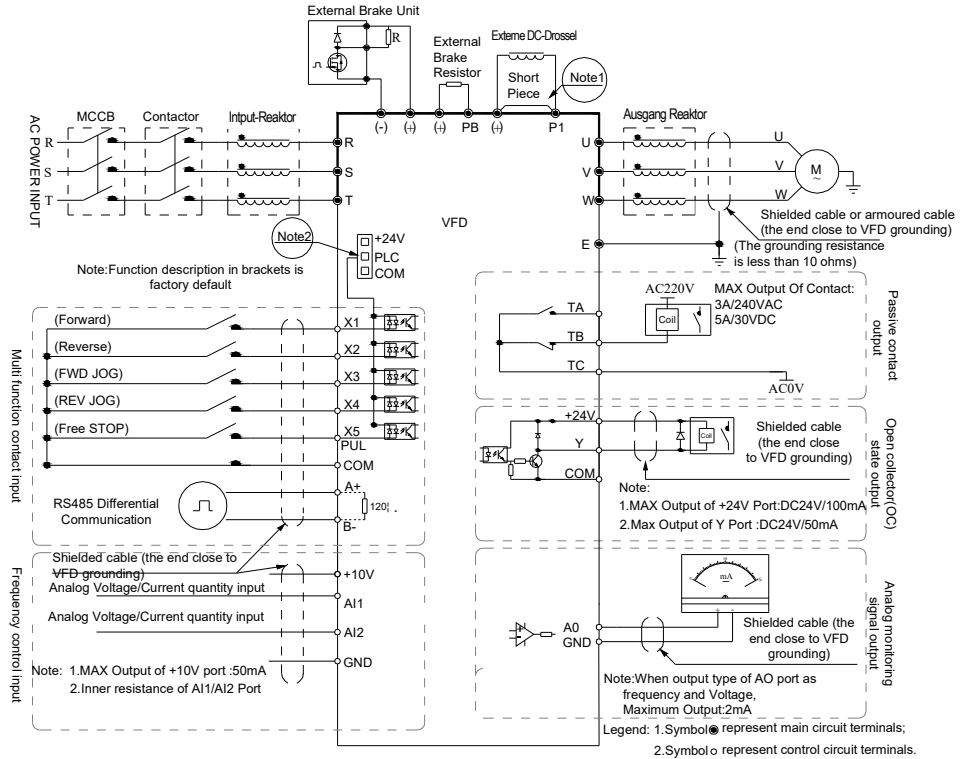 External Brake Unit
R
External
Brake
Resistor
Externe DC-Drossel
Short
Piece
Note1
(-) (+) (+) PB (+) P1
AC POWER INPUT
MCCB
Contactor
Intput-Reaktor
Ausgang Reaktor
R
S
T
R
S
T
VFD
U
V
W
E
U
V
W
M
~
Shielded cable or armoured cable
(the end close to VFD grounding)
(The grounding resistance
is less than 10 ohms)
Note2
+24V
PLC
COM
Note:Function description in brackets is
factory default
Multi function contact input
(Forward)
X1
(Reverse)
X2
(FWD JOG)
X3
(REV JOG)
X4
(Free STOP)
X5
PUL
COM
RS485 Differential
Communication
A+
120
B-
Shielded cable (the end close to
VFD grounding)
Frequency control input
+10V
Analog Voltage/Current quantity input
AI1
Analog Voltage/Current quantity input
AI2
GND
Note: 1.MAX Output of +10V port :50mA
2.Inner resistance of AI1/AI2 Port
Passive contact
output
TA
TB
TC
AC220V
Coil
MAX Output Of Contact:
3A/240VAC
5A/30VDC
AC0V
Open collector(OC)
state output
+24V
Y
COM
Coil
Shielded cable
(the end close
to VFD grounding)
Note:
1.MAX Output of +24V Port:DC24V/100mA
2.Max Output of Y Port :DC24V/50mA
Analog monitoring
signal output
mA
+ -
A0
GND
Shielded cable (the
end close to VFD
grounding)
Note:When output type of AO port as
frequency and Voltage,
Maximum Output:2mA
Legend: 1.Symbol represent main circuit terminals;
2.Symbol represent control circuit terminals.